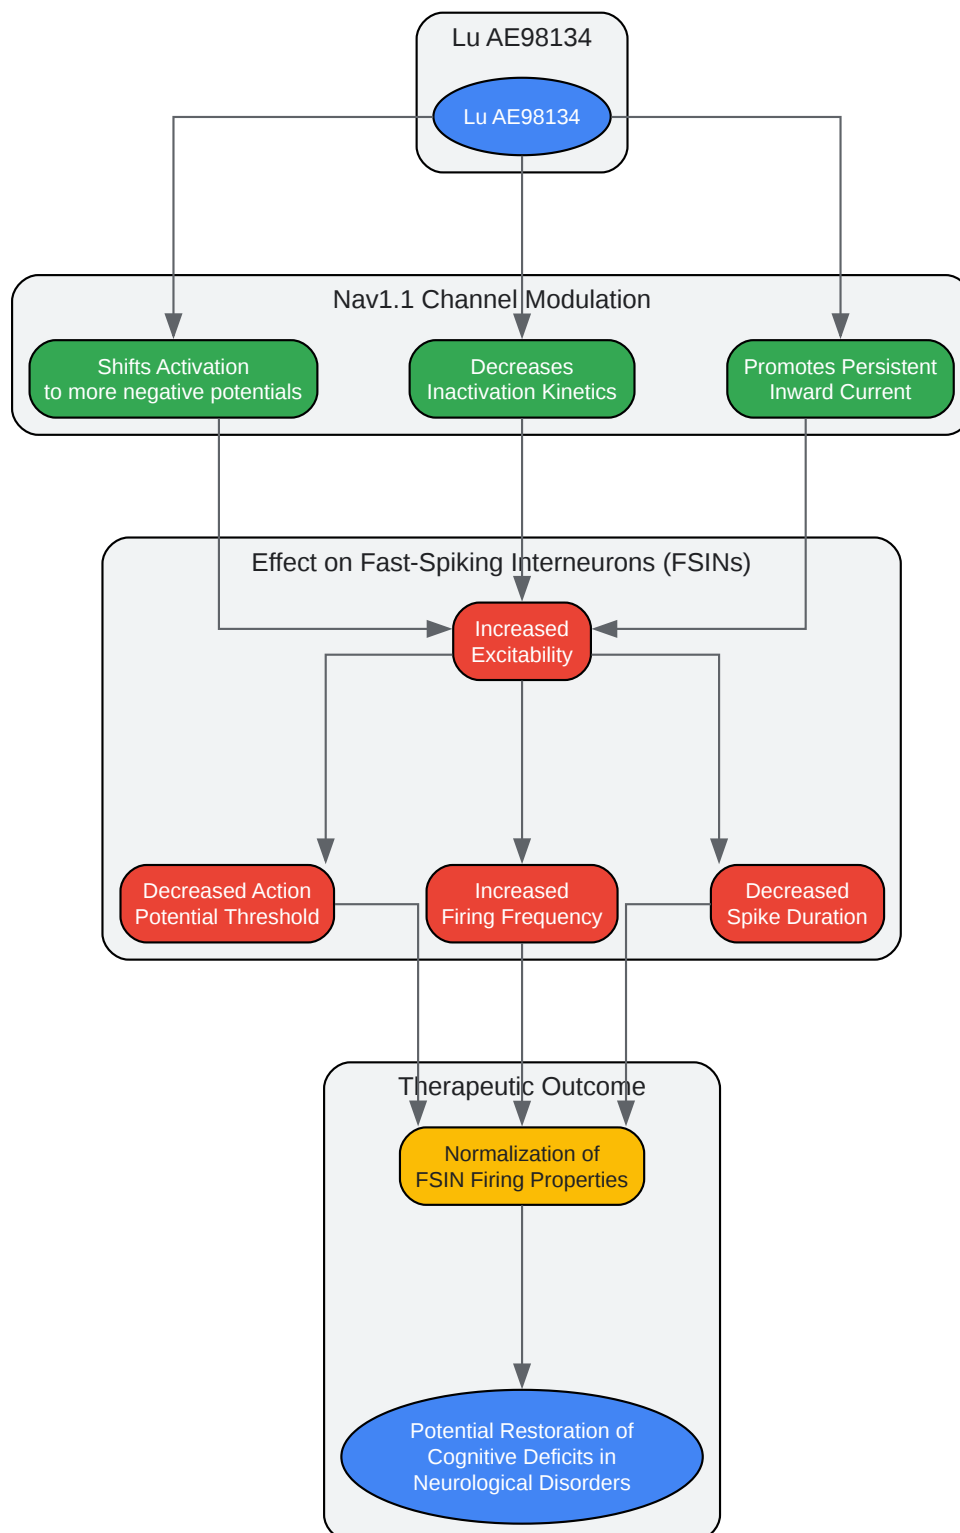 Lu AE98134
Lu AE98134
Nav1.1 Channel Modulation
Shifts Activation
to more negative potentials
Decreases
Inactivation Kinetics
Promotes Persistent
Inward Current
Effect on Fast-Spiking Interneurons (FSINs)
Increased
Excitability
Decreased Action
Potential Threshold
Increased
Firing Frequency
Decreased
Spike Duration
Therapeutic Outcome
Normalization of
FSIN Firing Properties
Potential Restoration of
Cognitive Deficits in
Neurological Disorders